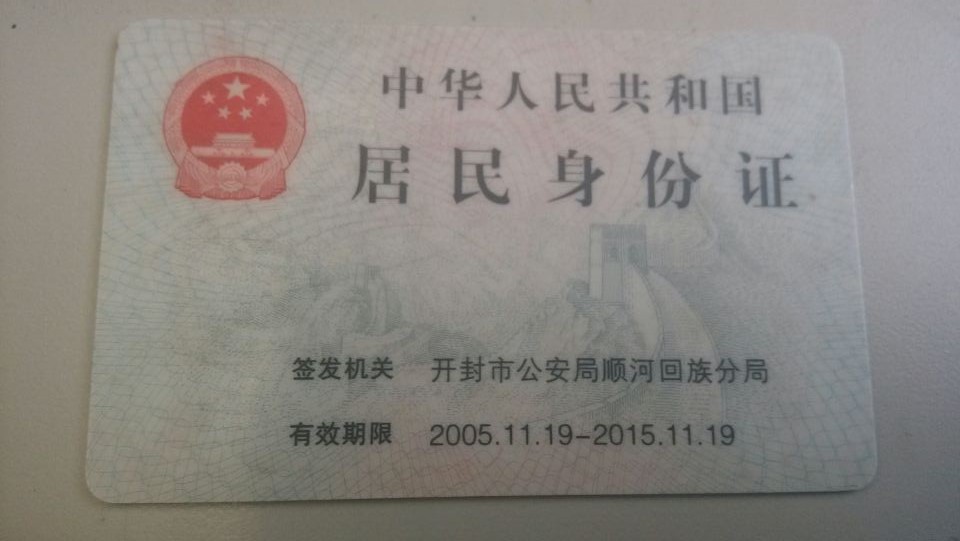 中华人民共和国
居民身份证
签发机关 开封市公安局顺河回族分局
有效期限 2005.11.19-2015.11.19